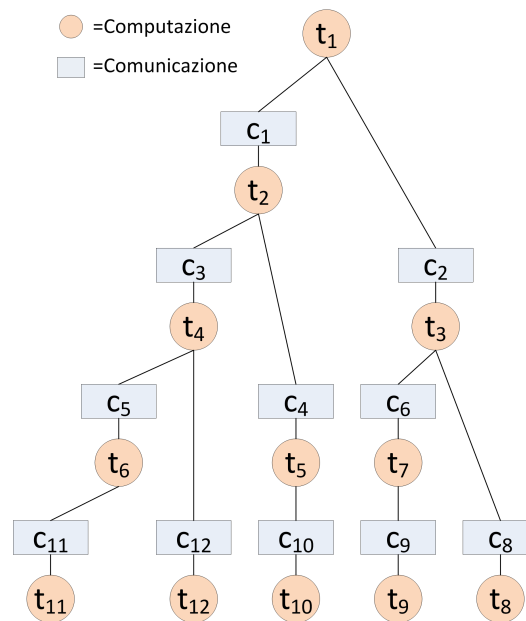 =Computazione
t1
=Comunicazione
c1
t2
c3
c2
t4
t3
c5
c4
c6
t6
t5
t7
c11
c12
c10
c9
c8
t11
t12
t10
t9
t8